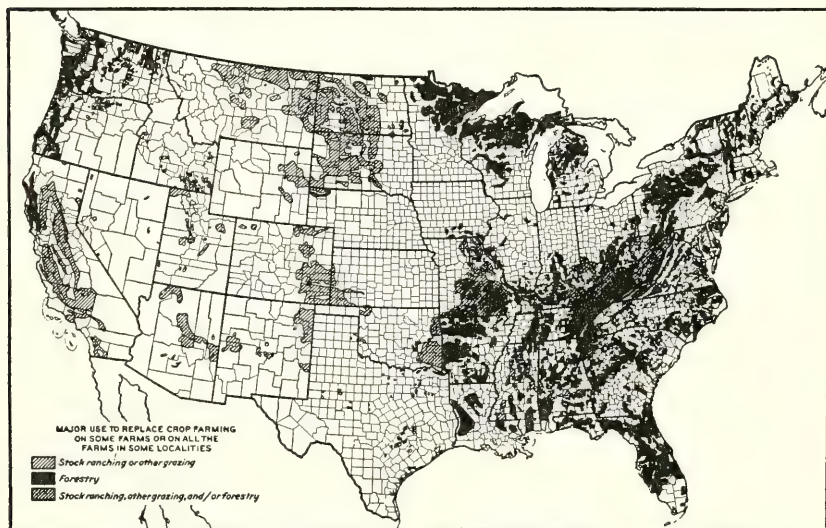 MAJOR USE TO REPLACE CROP FARMING
ON SOME FARMS OR ON ALL THE
FARMS IN SOME LOCALITIES
Stock ranching or other grazing
Forestry
Stock ranching, other grazing, and/or forestry